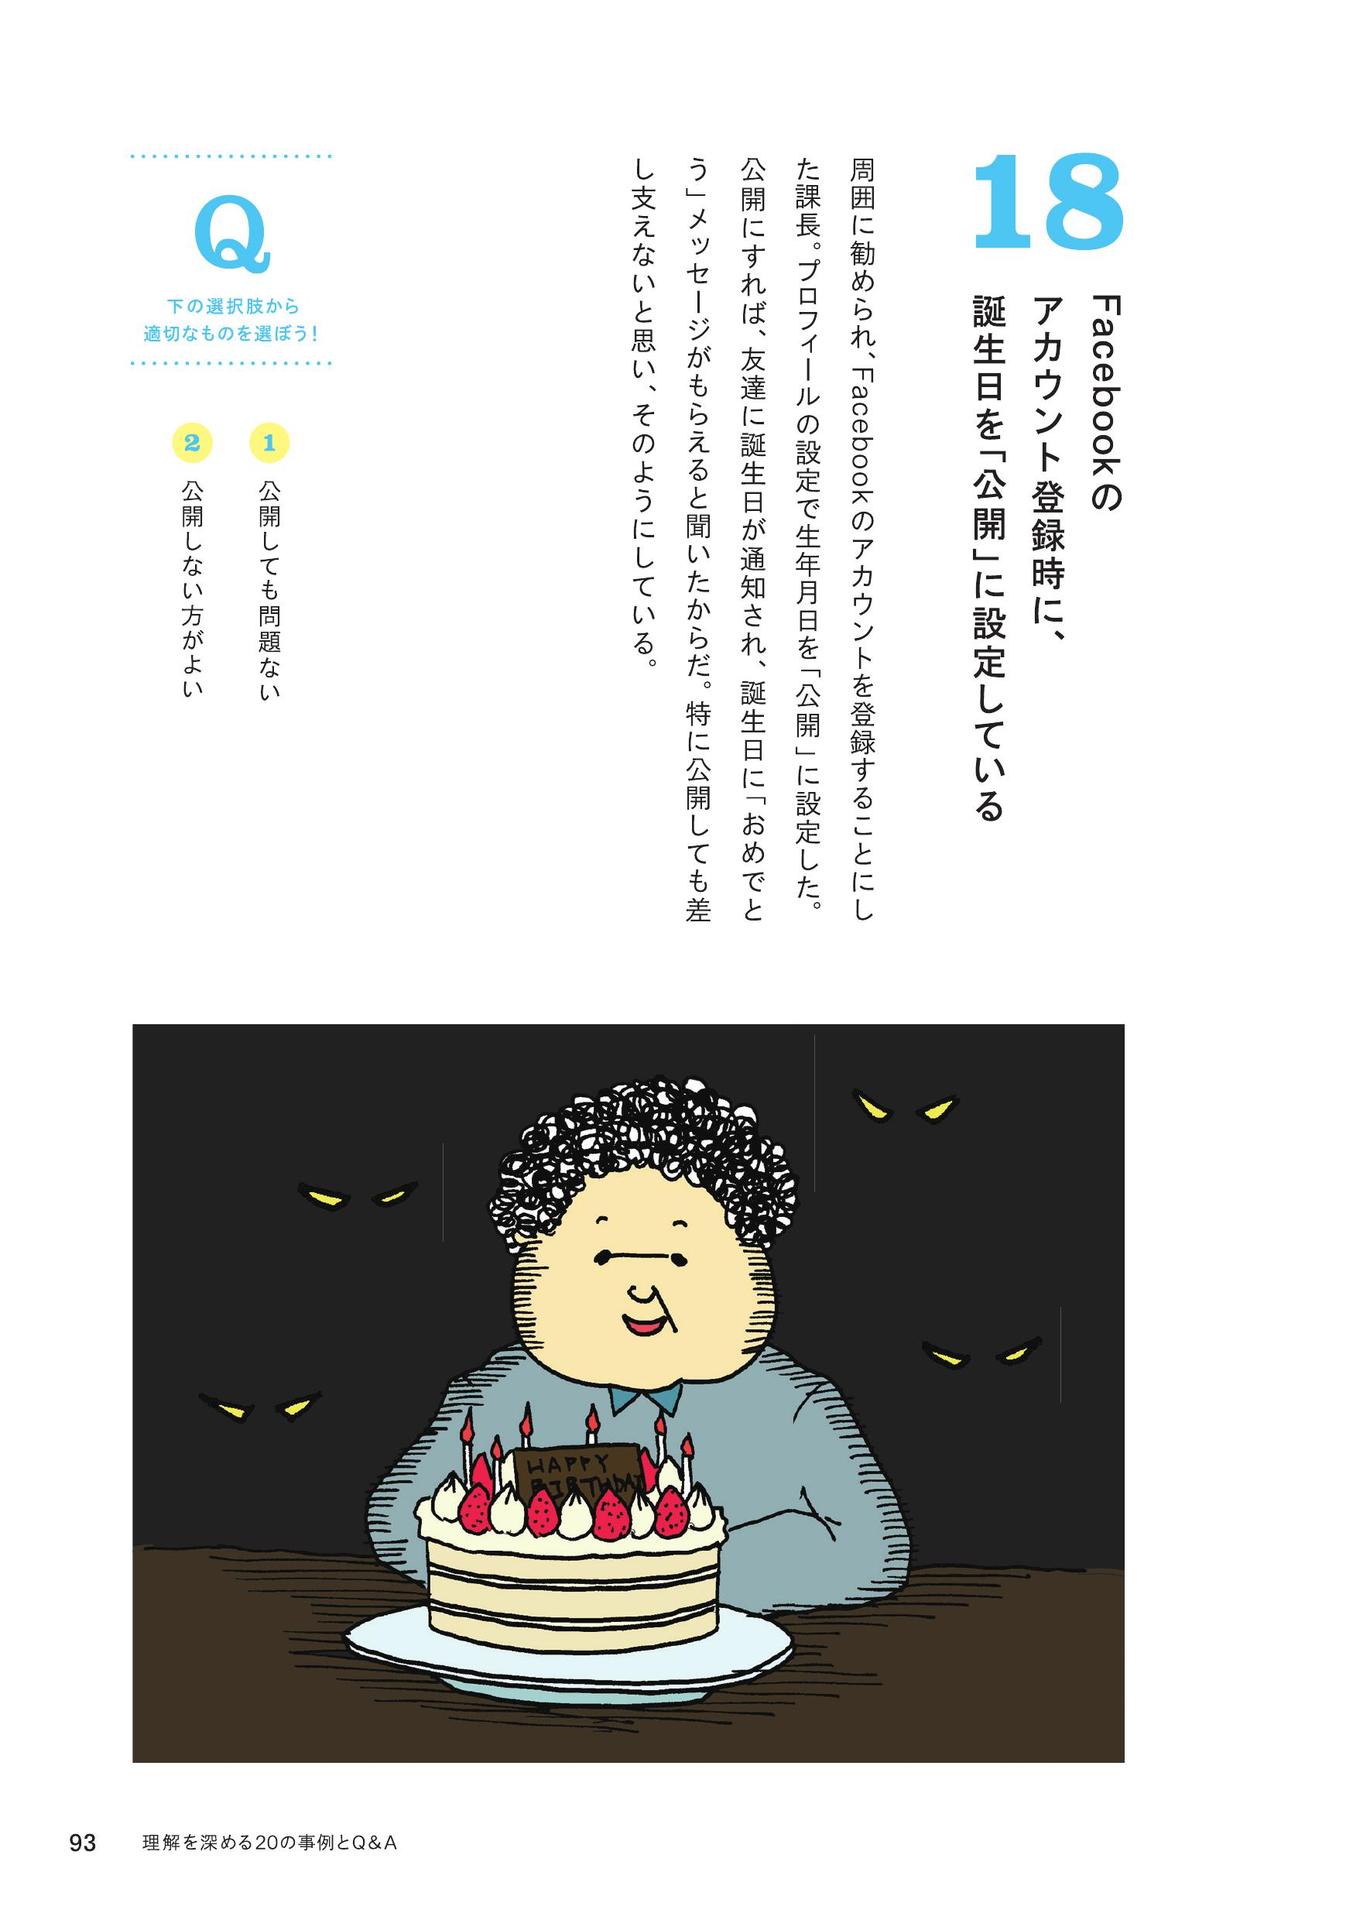 18
Facebookの
アカウント登録時に、
誕生日を「公開」に設定している
周囲に勧められ、Facebookのアカウントを登録することにし
た課長。プロフィールの設定で生年月日を「公開」に設定した。
公開にすれば、友達に誕生日が通知され、誕生日に「おめでと
う」メッセージがもらえると聞いたからだ。特に公開しても差
し支えないと思い、そのようにしている。
Q
下の選択肢から
適切なものを選ぼう!
1 公開しても問題ない
2 公開しない方がよい
HAPPY
BIRTHDAY
93 理解を深める20の事例とQ&A